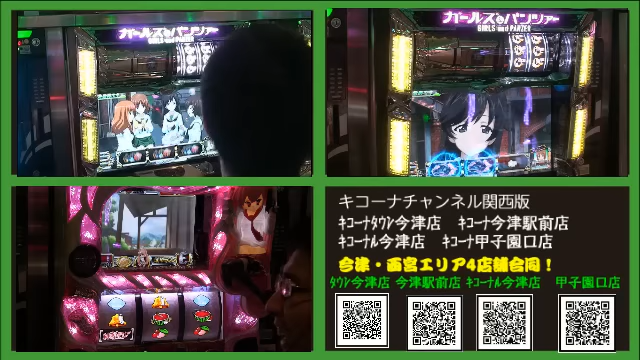 ガールズ&パンツァー
GIRLS und PANZER
ガールズ&パンツァー
GIRLS und PANZER
キコーナチャンネル関西版
ｷｺｰﾅﾀｳﾝ今津店 ｷｺｰﾅ今津駅前店
ｷｺｰﾅﾙ今津店 ｷｺｰﾅ甲子園口店
今津・西宮エリア4店舗合同！
ﾀｳﾝ今津店 今津駅前店 ｷｺｰﾅﾙ今津店 甲子園口店